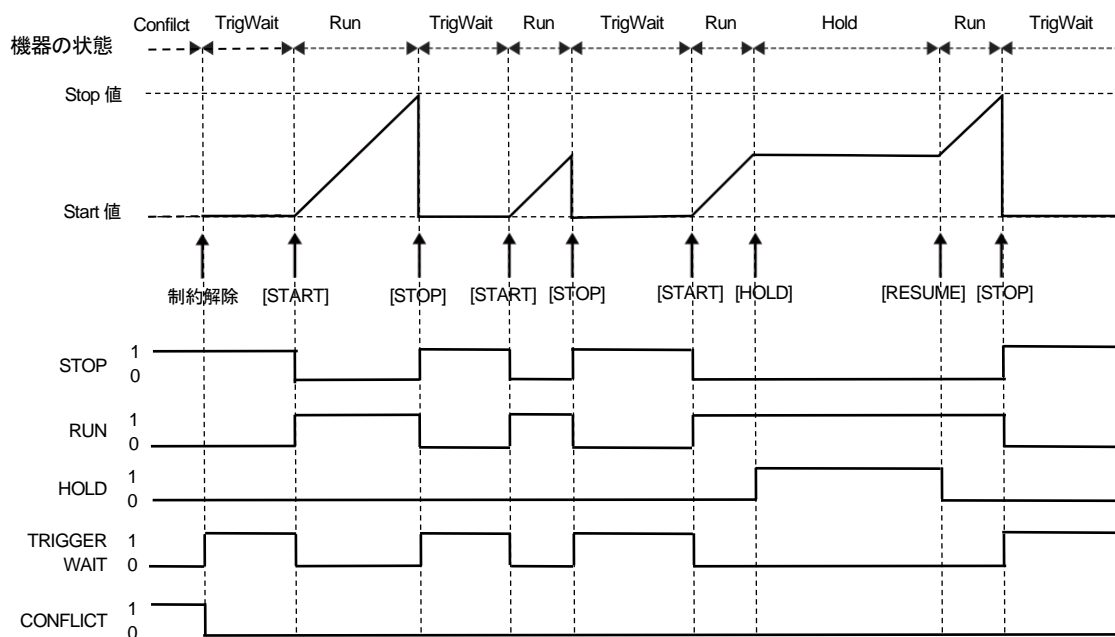 Confilct TrigWait Run TrigWait Run TrigWait Run Hold Run TrigWait
機器の状態
Stop 値
Start 値
制約解除 [START] [STOP] [START] [STOP] [START] [HOLD] [RESUME] [STOP]
STOP 1
0
RUN 1
0
HOLD 1
0
TRIGGER 1
WAIT 0
CONFLICT 1
0